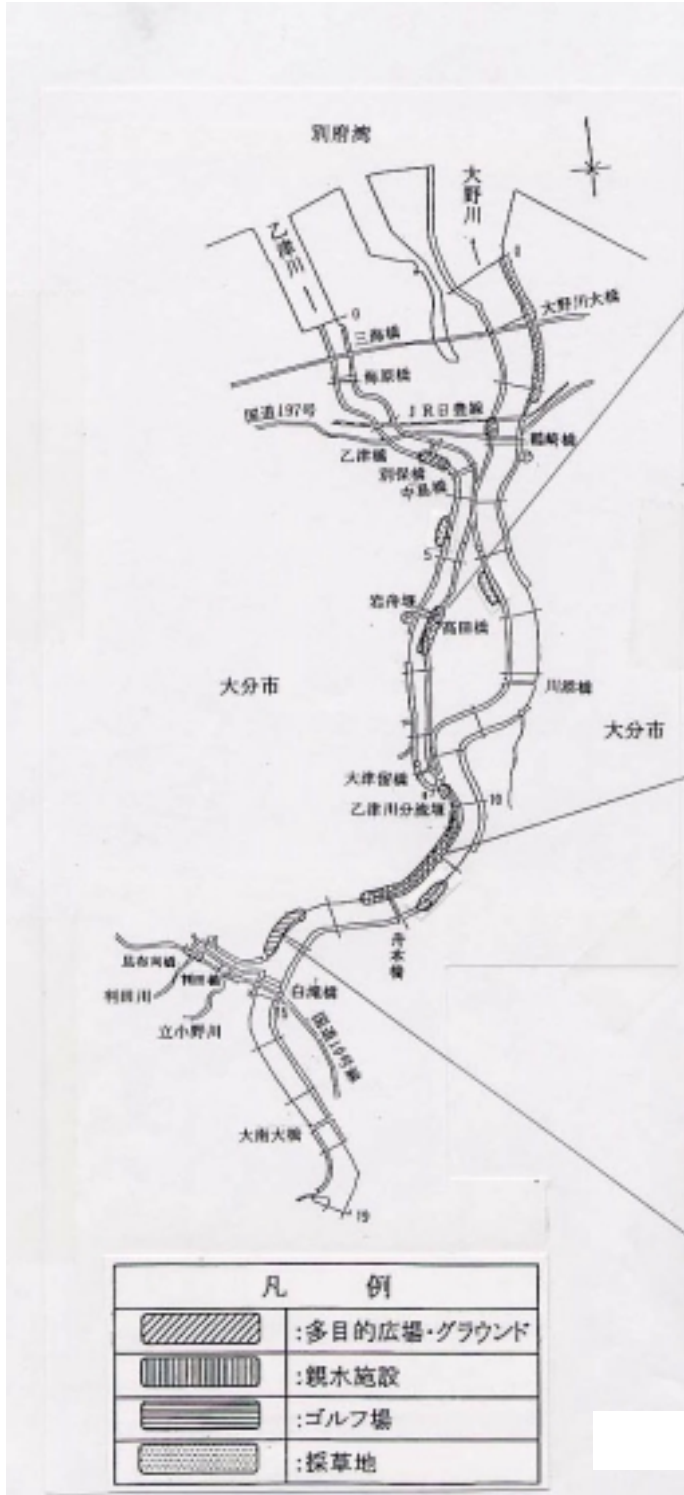 別府湾
大野川
乙津川
0
0
大野川大橋
三海橋
海原橋
国道197号
JR日豊線
乙津橋
鶴崎橋
別保橋
中島橋
5
岩舟堰
高田橋
大分市
川添橋
大分市
大津留橋
乙津川分流堰
10
舟本橋
判田川
白滝橋
15
立小野川
国道10号線
大南大橋
19
凡 例
:多目的広場・グラウンド
:親水施設
:ゴルフ場
:採草地